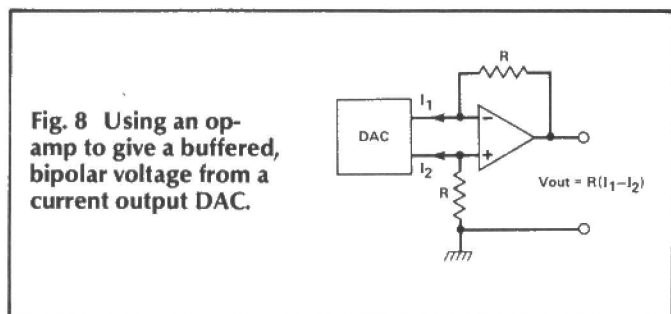 Fig. 8 Using an op-
amp to give a buffered,
bipolar voltage from a
current output DAC.
R
I₁
DAC
−
+
I₂
R
Vout = R(I₁–I₂)